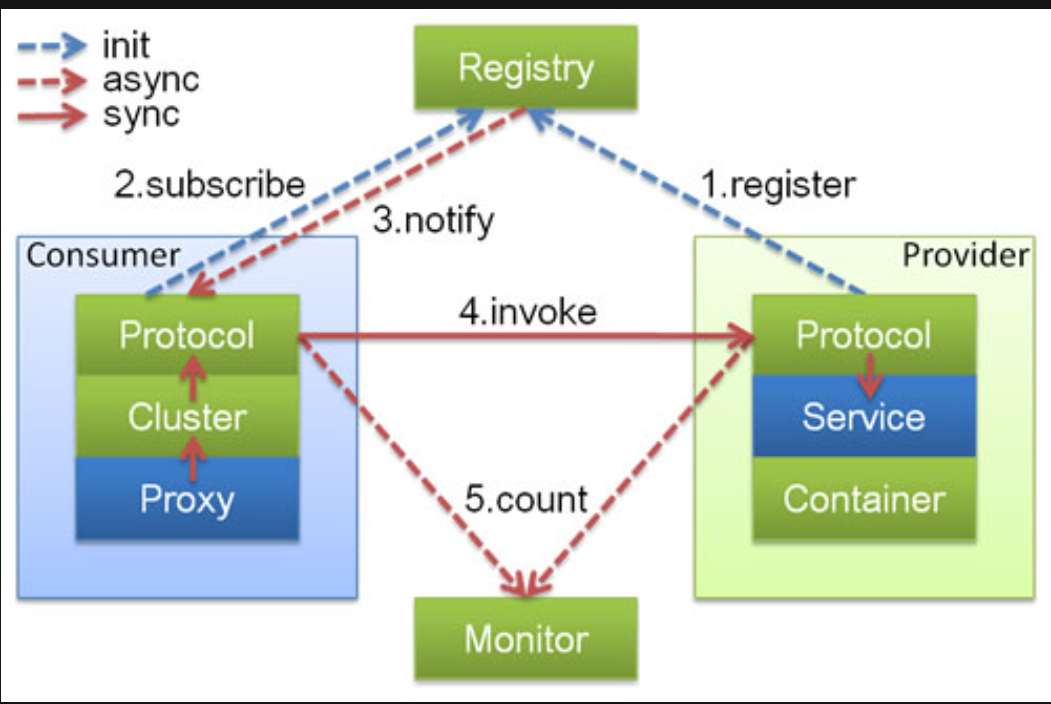 init
async
sync
Registry
2.subscribe
1.register
3.notify
Consumer
Provider
Protocol
4.invoke
Protocol
Cluster
Service
Proxy
5.count
Container
Monitor